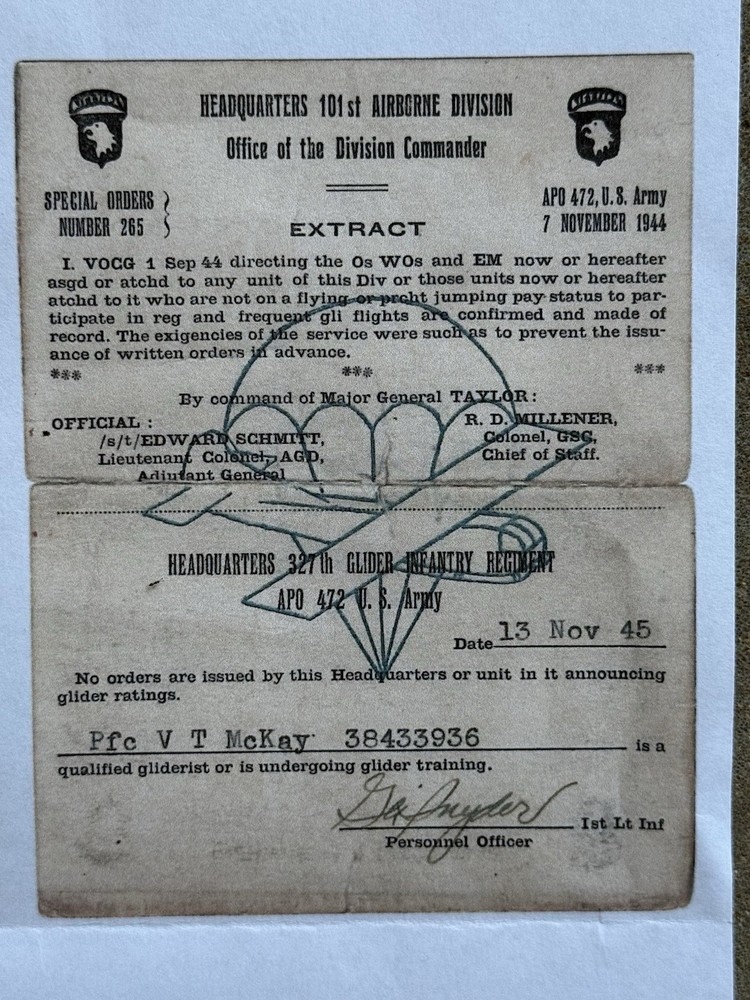 HEADQUARTERS 101st AIRBORNE DIVISION
Office of the Division Commander
SPECIAL ORDERS
NUMBER 265
APO 472, U.S. Army
7 NOVEMBER 1944
EXTRACT
I. VOCG 1 Sep 44 directing the Os WOs and EM now or hereafter
asgd or atchd to any unit of this Div or those units now or hereafter
atchd to it who are not on a flying or prcht jumping pay status to par-
ticipate in reg and frequent gli flights are confirmed and made of
record. The exigencies of the service were such as to prevent the issu-
ance of written orders in advance.
*** *** ***
By command of Major General TAYLOR:
OFFICIAL :
/s/t/EDWARD SCHMITT,
Lieutenant Colonel, AGD,
Adjutant General
R. D. MILLENER,
Colonel, GSC,
Chief of Staff.
HEADQUARTERS 327th GLIDER INFANTRY REGIMENT
APO 472 U. S. Army
Date 13 Nov 45
No orders are issued by this Headquarters or unit in it announcing
glider ratings.
Pfc V T McKay 38433936 is a
qualified gliderist or is undergoing glider training.
1st Lt Inf
Personnel Officer